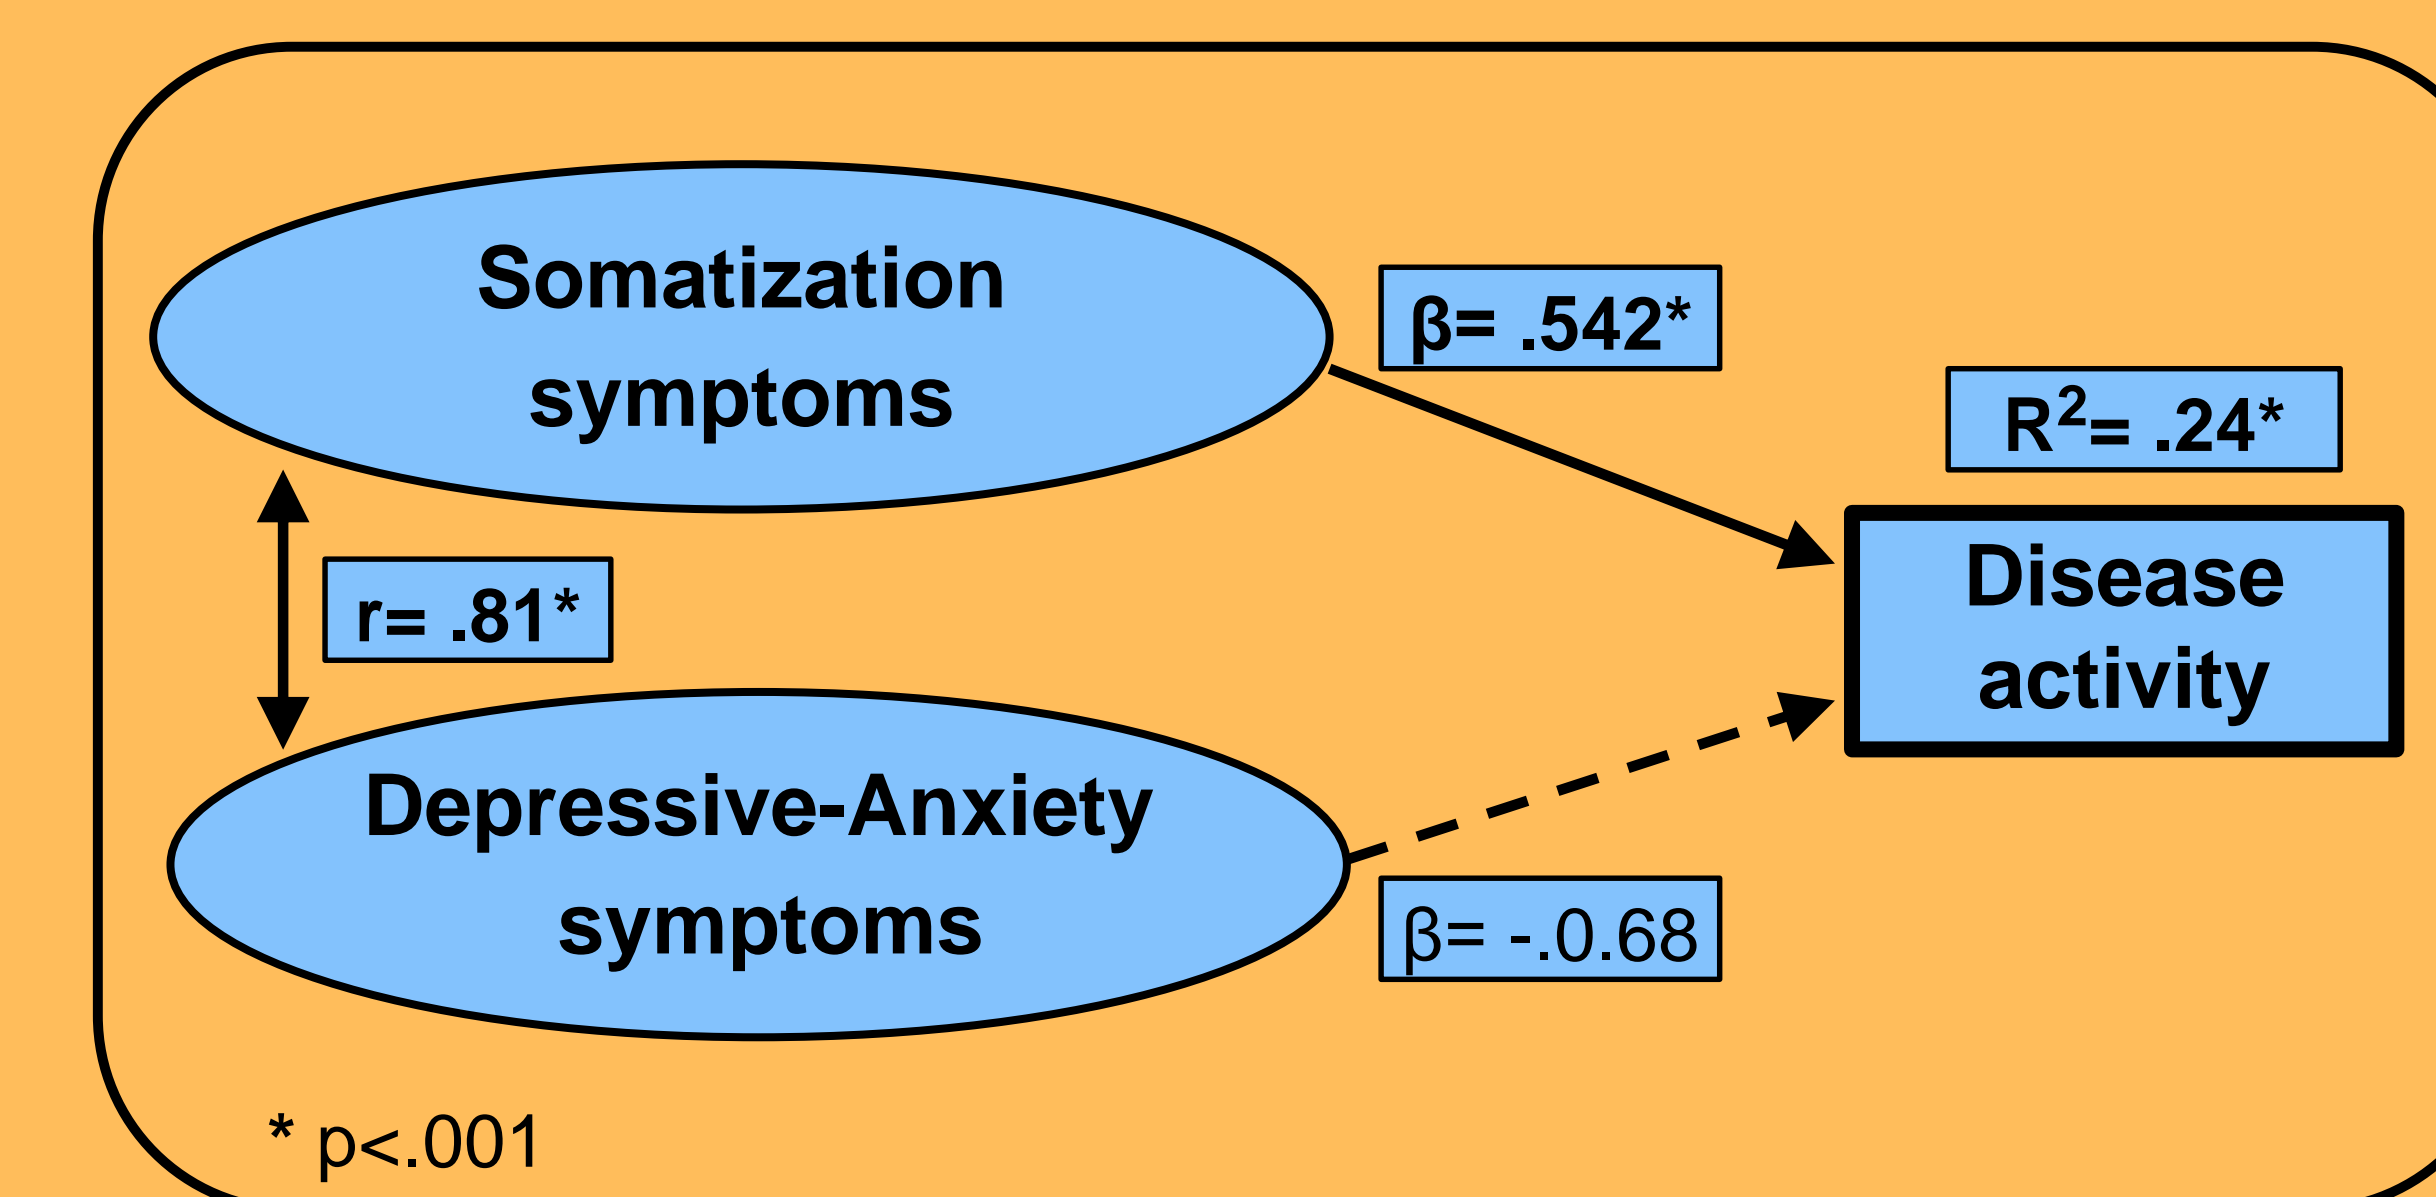 Somatization
symptoms
β= .542*
R²= .24*
Disease
activity
r= .81*
Depressive-Anxiety
symptoms
β= -.0.68
* p<.001